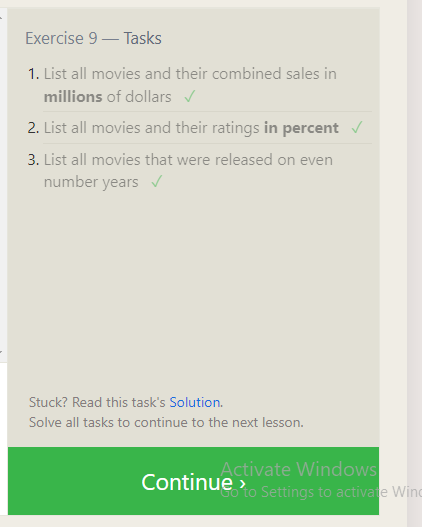 Exercise 9 — Tasks
1. List all movies and their combined sales in
millions of dollars ✓
2. List all movies and their ratings in percent ✓
3. List all movies that were released on even
number years ✓
Stuck? Read this task's Solution.
Solve all tasks to continue to the next lesson.
Continue ›
Activate Windows
Go to Settings to activate Wind